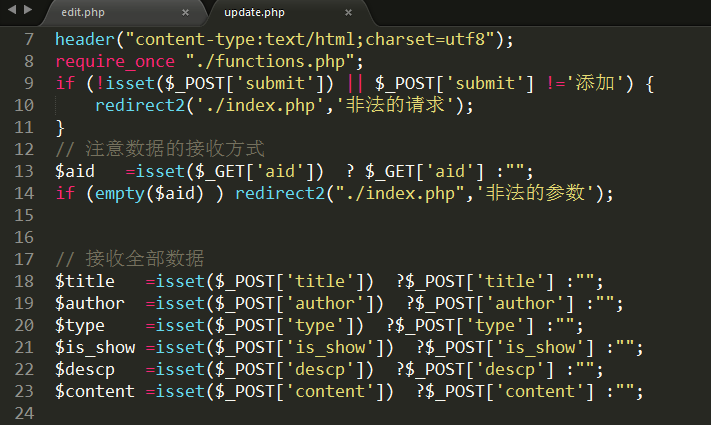 edit.php × update.php ×
7 header("content-type:text/html;charset=utf8");
8 require_once "./functions.php";
9 if (!isset($_POST['submit']) || $_POST['submit'] !='添加') {
10 redirect2('./index.php','非法的请求');
11 }
12 // 注意数据的接收方式
13 $aid =isset($_GET['aid']) ? $_GET['aid'] :"";
14 if (empty($aid) ) redirect2("./index.php",'非法的参数');
15
16
17 // 接收全部数据
18 $title =isset($_POST['title']) ?$_POST['title'] :"";
19 $author =isset($_POST['author']) ?$_POST['author'] :"";
20 $type =isset($_POST['type']) ?$_POST['type'] :"";
21 $is_show =isset($_POST['is_show']) ?$_POST['is_show'] :"";
22 $descp =isset($_POST['descp']) ?$_POST['descp'] :"";
23 $content =isset($_POST['content']) ?$_POST['content'] :"";
24